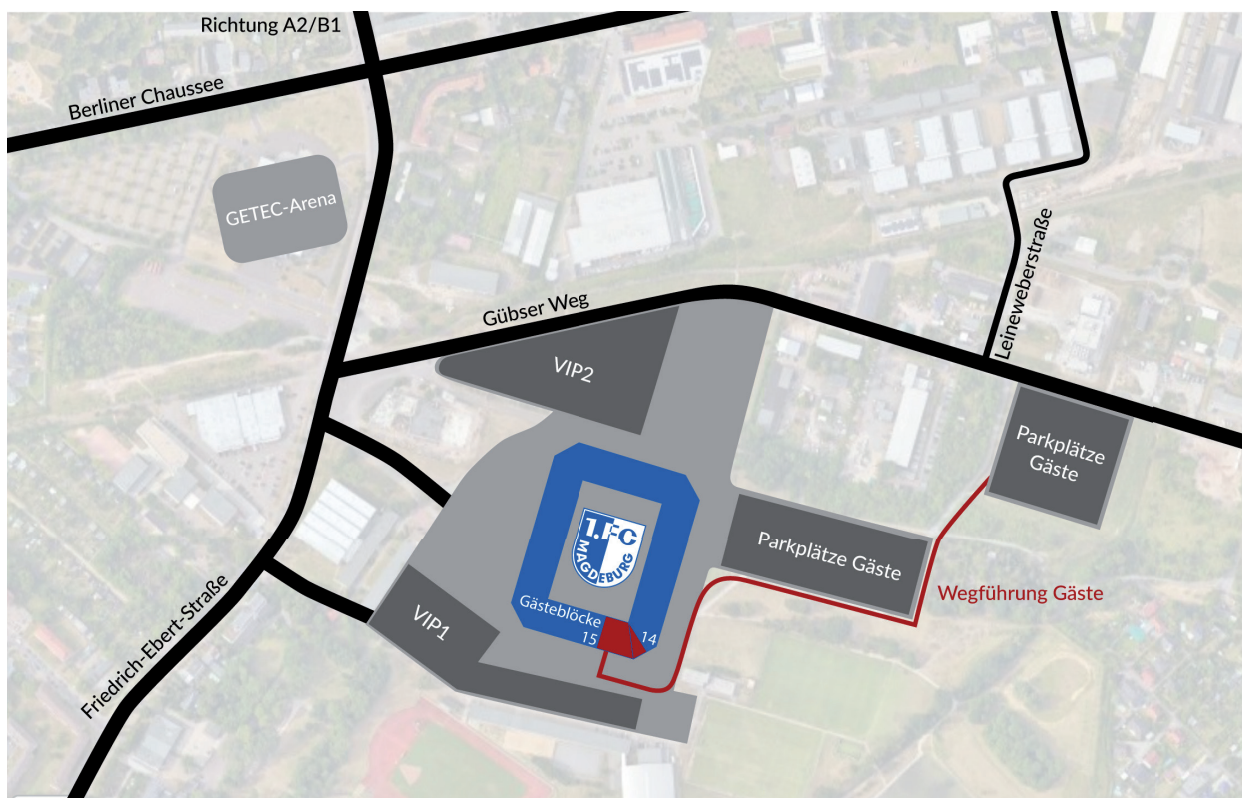 Richtung A2/B1
Berliner Chaussee
GETEC-Arena
Gübser Weg
Leineweberstraße
VIP2
Parkplätze
Gäste
1.FC
MAGDEBURG
Parkplätze Gäste
Wegführung Gäste
Gästeblöcke
15
14
VIP1
Friedrich-Ebert-Straße